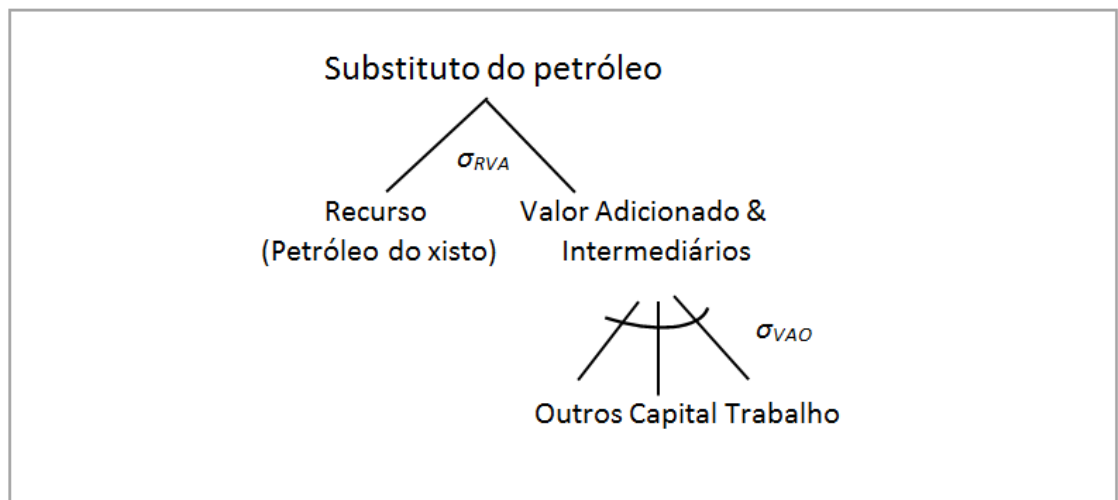 Substituto do petróleo
σRVA
Recurso Valor Adicionado &
(Petróleo do xisto) Intermediários
σVAO
Outros Capital Trabalho